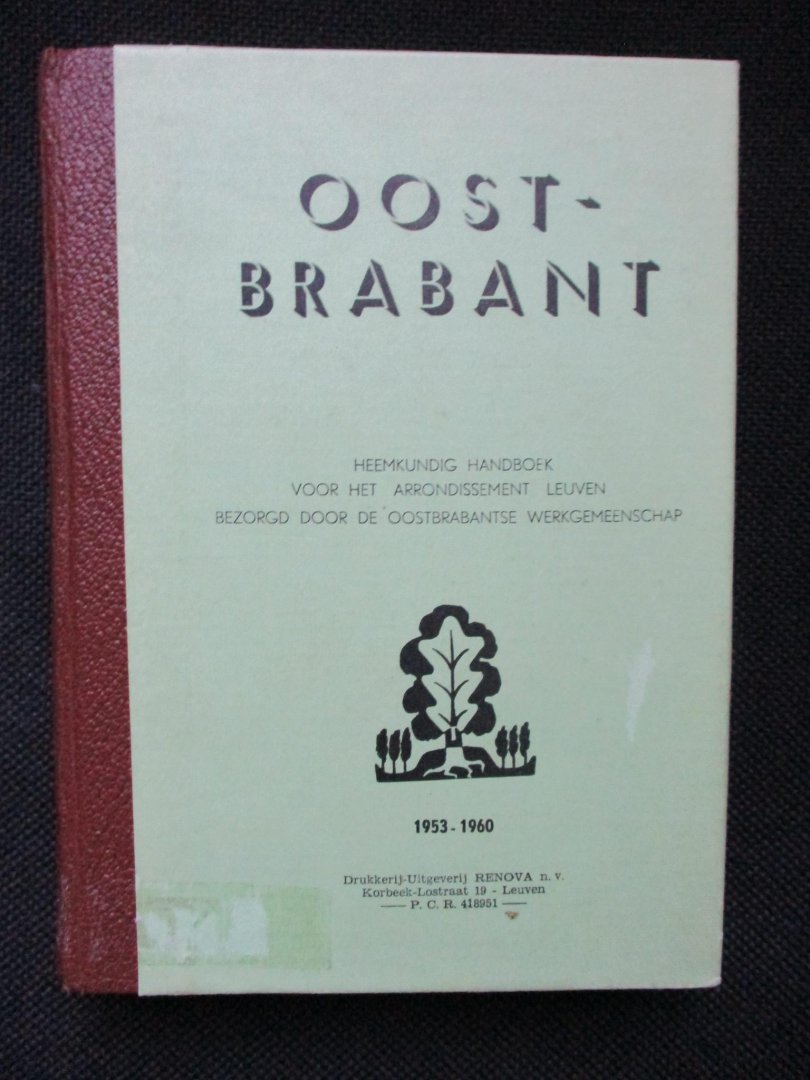 OOST-
BRABANT
HEEMKUNDIG HANDBOEK
VOOR HET ARRONDISSEMENT LEUVEN
BEZORGD DOOR DE OOSTBRABANTSE WERKGEMEENSCHAP
1953 - 1960
Drukkerij-Uitgeverij RENOVA n. v.
Korbeek-Lostraat 19 - Leuven
— P. C. R. 418951 —